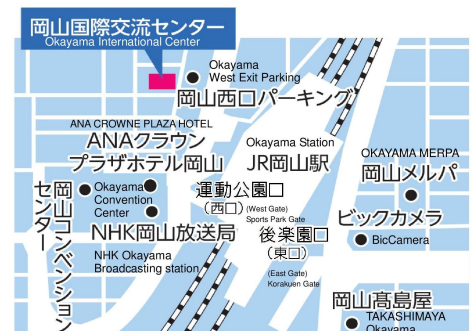 岡山国際交流センター
Okayama International Center
Okayama
West Exit Parking
岡山西口パーキング
ANA CROWNE PLAZA HOTEL
ANAクラウン
プラザホテル岡山
Okayama Station
JR岡山駅
OKAYAMA MERPA
岡山メルパ
岡山コンベンション
センター
Okayama
Convention
Center
運動公園口
（西口）
(West Gate)
Sports Park Gate
ビックカメラ
BicCamera
NHK岡山放送局
NHK Okayama
Broadcasting station
後楽園口
（東口）
(East Gate)
Korakuen Gate
岡山髙島屋
TAKASHIMAYA
Okayama